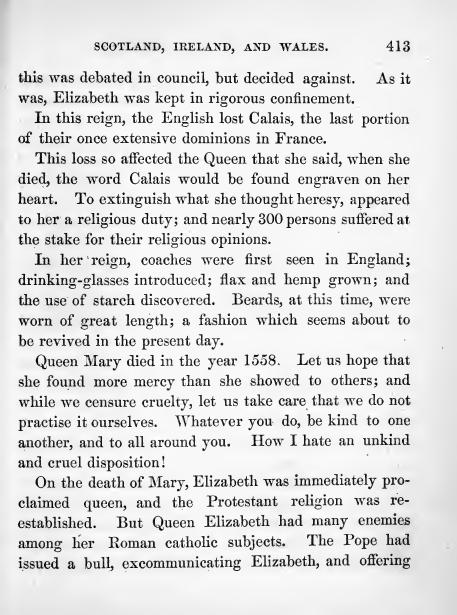 SCOTLAND, IRELAND, AND WALES. 413
this was debated in council, but decided against. As it
was, Elizabeth was kept in rigorous confinement.
In this reign, the English lost Calais, the last portion
of their once extensive dominions in France.
This loss so affected the Queen that she said, when she
died, the word Calais would be found engraven on her
heart. To extinguish what she thought heresy, appeared
to her a religious duty; and nearly 300 persons suffered at
the stake for their religious opinions.
In her reign, coaches were first seen in England;
drinking-glasses introduced; flax and hemp grown; and
the use of starch discovered. Beards, at this time, were
worn of great length; a fashion which seems about to
be revived in the present day.
Queen Mary died in the year 1558. Let us hope that
she found more mercy than she showed to others; and
while we censure cruelty, let us take care that we do not
practise it ourselves. Whatever you do, be kind to one
another, and to all around you. How I hate an unkind
and cruel disposition!
On the death of Mary, Elizabeth was immediately pro-
claimed queen, and the Protestant religion was re-
established. But Queen Elizabeth had many enemies
among her Roman catholic subjects. The Pope had
issued a bull, excommunicating Elizabeth, and offering